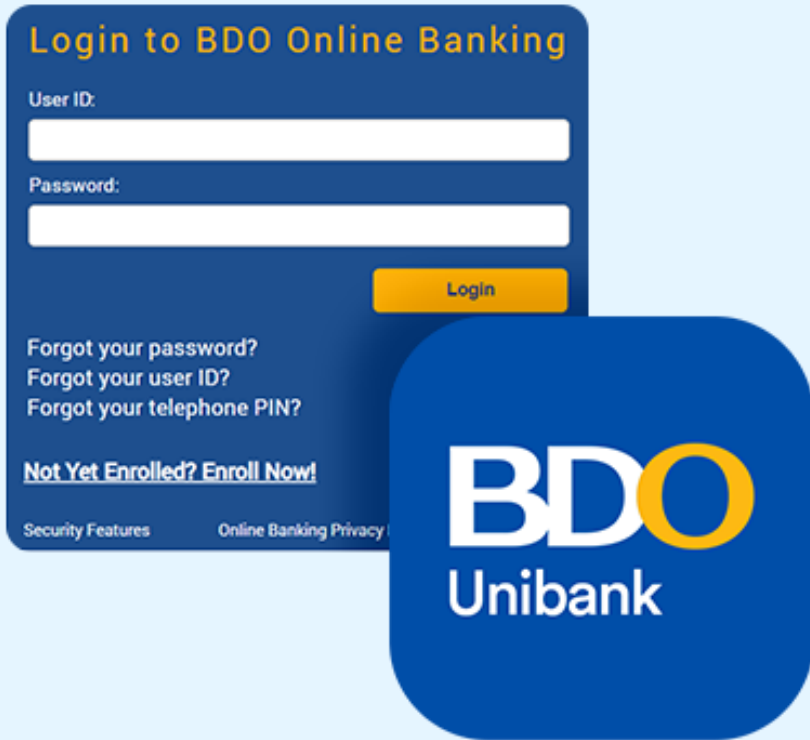 Login to BDO Online Banking
User ID:
Password:
Login
Forgot your password?
Forgot your user ID?
Forgot your telephone PIN?
Not Yet Enrolled? Enroll Now!
Security Features
Online Banking Privacy
BDO
Unibank